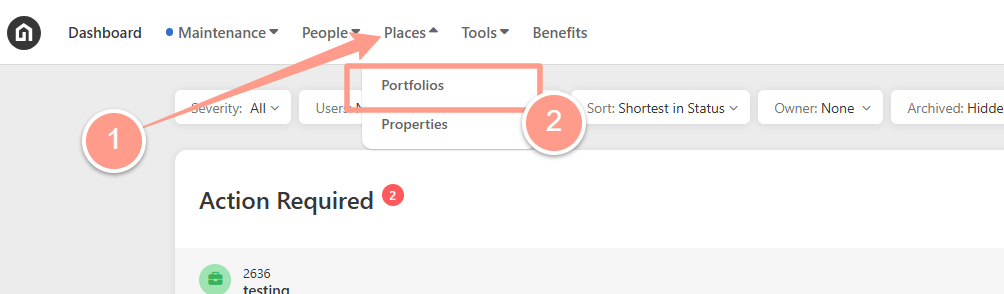 Dashboard Maintenance People Places Tools Benefits
Portfolios
Severity: All Users: Sort: Shortest in Status Owner: None Archived:
Properties
1
2
Action Required 2
2636
testing